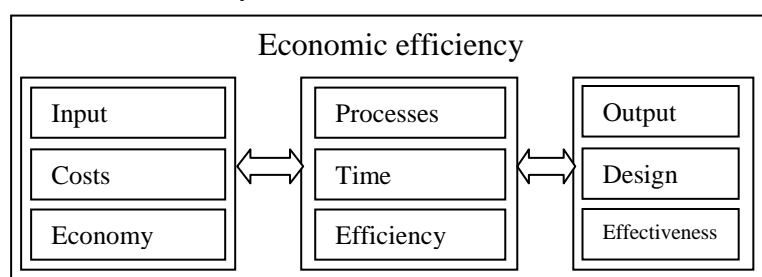 Economic efficiency
Input
Costs
Economy
Processes
Time
Efficiency
Output
Design
Effectiveness